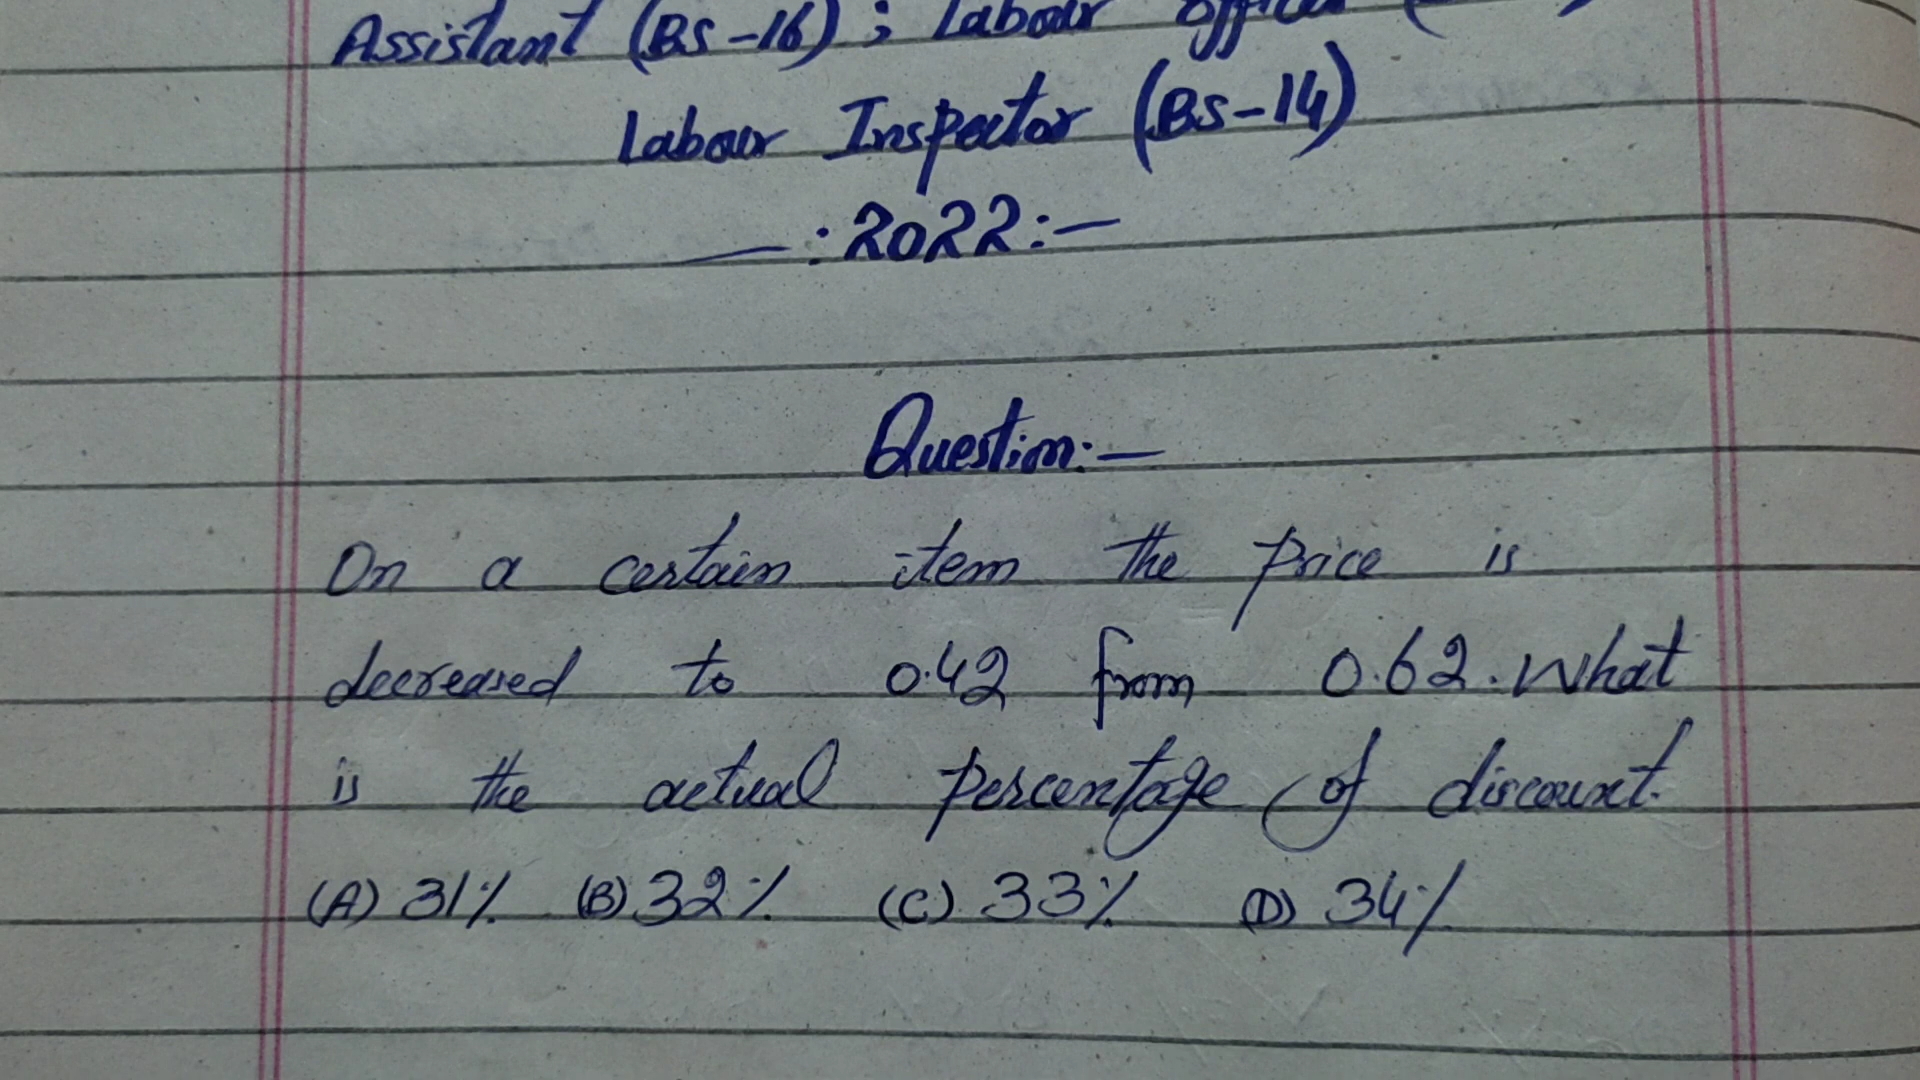 Assistant (BS-16); Labour Officer
Labour Inspector (BS-14)
—:2022:—
Question:—
On a certain item the price is
decreased to 0.42 from 0.62. What
is the actual percentage of discount.
(A) 31% (B) 32% (C) 33% (D) 34%